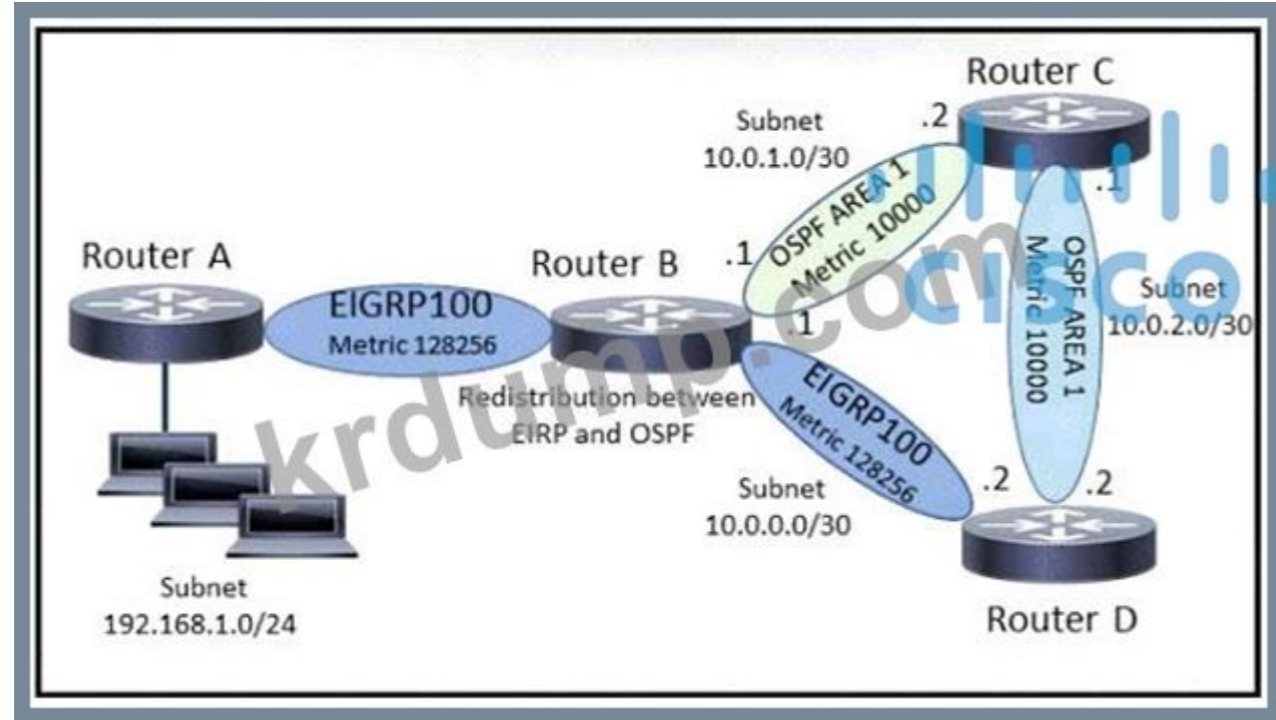 Router C
Subnet
10.0.1.0/30
.2
OSPF AREA 1
Metric 10000
.1
Router A
Router B
.1
EIGRP100
Metric 128256
OSPF AREA 1
Metric 10000
cisco
Subnet
10.0.2.0/30
.1
Redistribution between
EIRP and OSPF
EIGRP100
Metric 128256
krdump.com
Subnet
10.0.0.0/30
.2
.2
Subnet
192.168.1.0/24
Router D